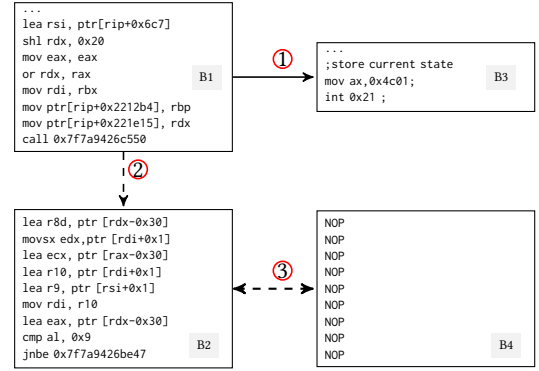 ...
lea rsi, ptr[rip+0x6c7]
shl rdx, 0x20
mov eax, eax
or rdx, rax
mov rdi, rbx
mov ptr[rip+0x2212b4], rbp
mov ptr[rip+0x221e15], rdx
call 0x7f7a9426c550
B1
1
...
;store current state
mov ax,0x4c01;
int 0x21 ;
B3
2
lea r8d, ptr [rdx-0x30]
movsx edx,ptr [rdi+0x1]
lea ecx, ptr [rax-0x30]
lea r10, ptr [rdi+0x1]
lea r9, ptr [rsi+0x1]
mov rdi, r10
lea eax, ptr [rdx-0x30]
cmp al, 0x9
jnbe 0x7f7a9426be47
B2
3
NOP
NOP
NOP
NOP
NOP
NOP
NOP
NOP
NOP
B4